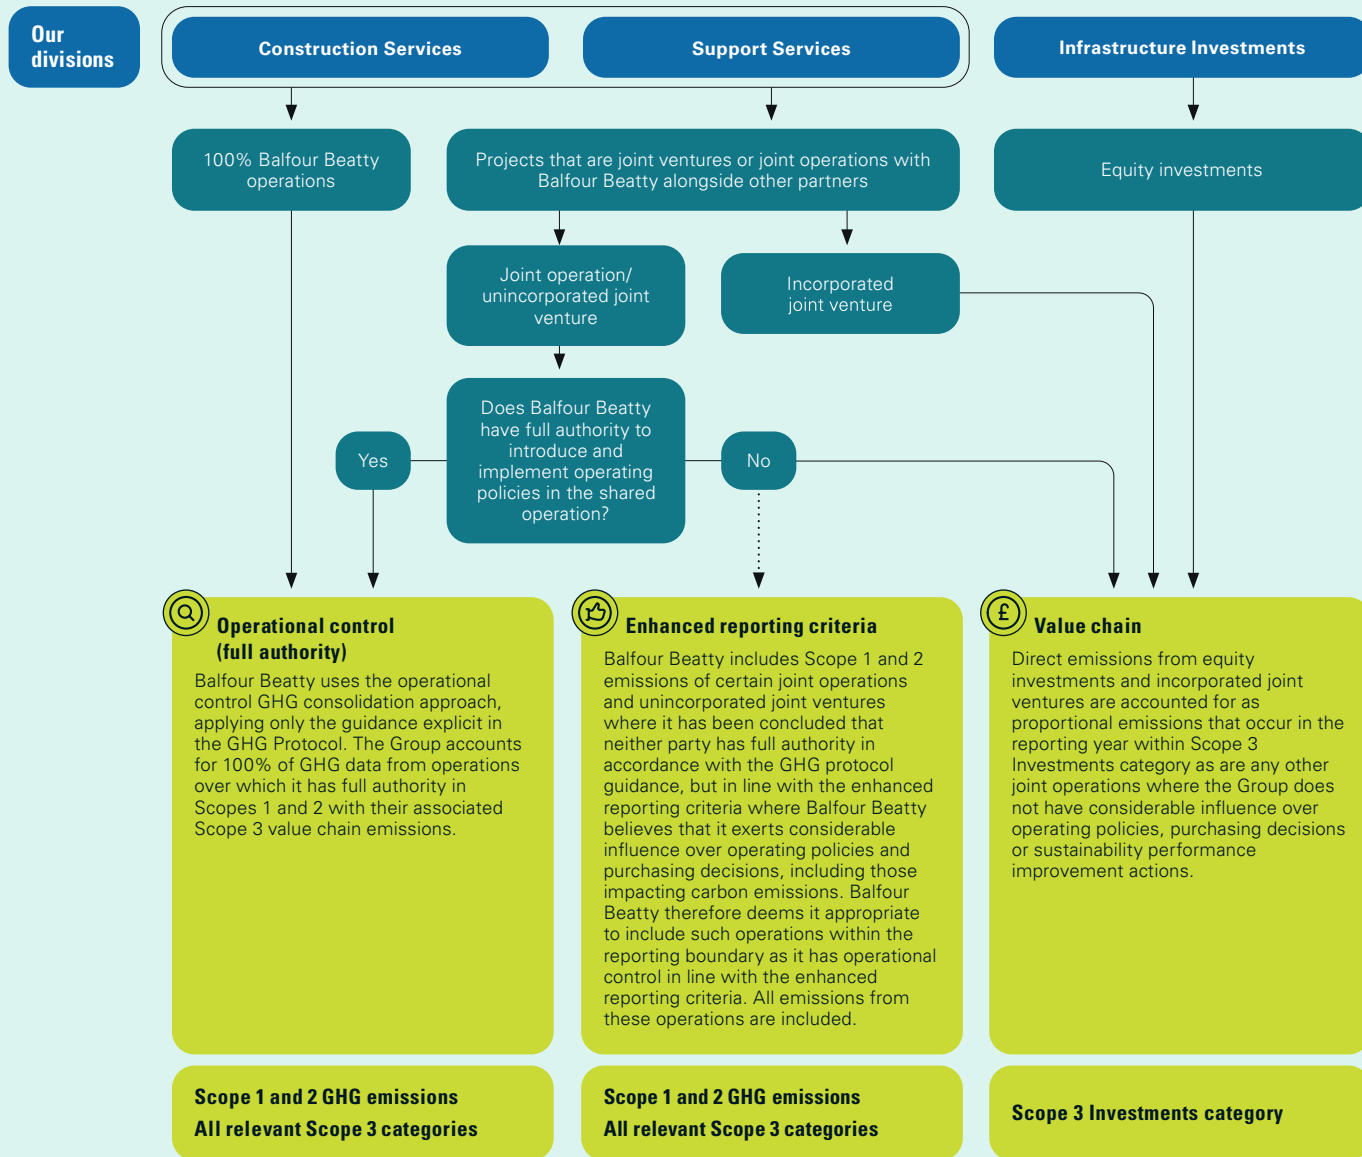 Our
divisions
Construction Services
Support Services
Infrastructure Investments
100% Balfour Beatty
operations
Projects that are joint ventures or joint operations with
Balfour Beatty alongside other partners
Equity investments
Joint operation/
unincorporated joint
venture
Incorporated
joint venture
Does Balfour Beatty
have full authority to
introduce and
implement operating
policies in the shared
operation?
Yes
No
Operational control
(full authority)
Balfour Beatty uses the operational
control GHG consolidation approach,
applying only the guidance explicit in
the GHG Protocol. The Group accounts
for 100% of GHG data from operations
over which it has full authority in
Scopes 1 and 2 with their associated
Scope 3 value chain emissions.
Scope 1 and 2 GHG emissions
All relevant Scope 3 categories
Enhanced reporting criteria
Balfour Beatty includes Scope 1 and 2
emissions of certain joint operations
and unincorporated joint ventures
where it has been concluded that
neither party has full authority in
accordance with the GHG protocol
guidance, but in line with the enhanced
reporting criteria where Balfour Beatty
believes that it exerts considerable
influence over operating policies and
purchasing decisions, including those
impacting carbon emissions. Balfour
Beatty therefore deems it appropriate
to include such operations within the
reporting boundary as it has operational
control in line with the enhanced
reporting criteria. All emissions from
these operations are included.
Scope 1 and 2 GHG emissions
All relevant Scope 3 categories
£
Value chain
Direct emissions from equity
investments and incorporated joint
ventures are accounted for as
proportional emissions that occur in the
reporting year within Scope 3
Investments category as are any other
joint operations where the Group does
not have considerable influence over
operating policies, purchasing decisions
or sustainability performance
improvement actions.
Scope 3 Investments category